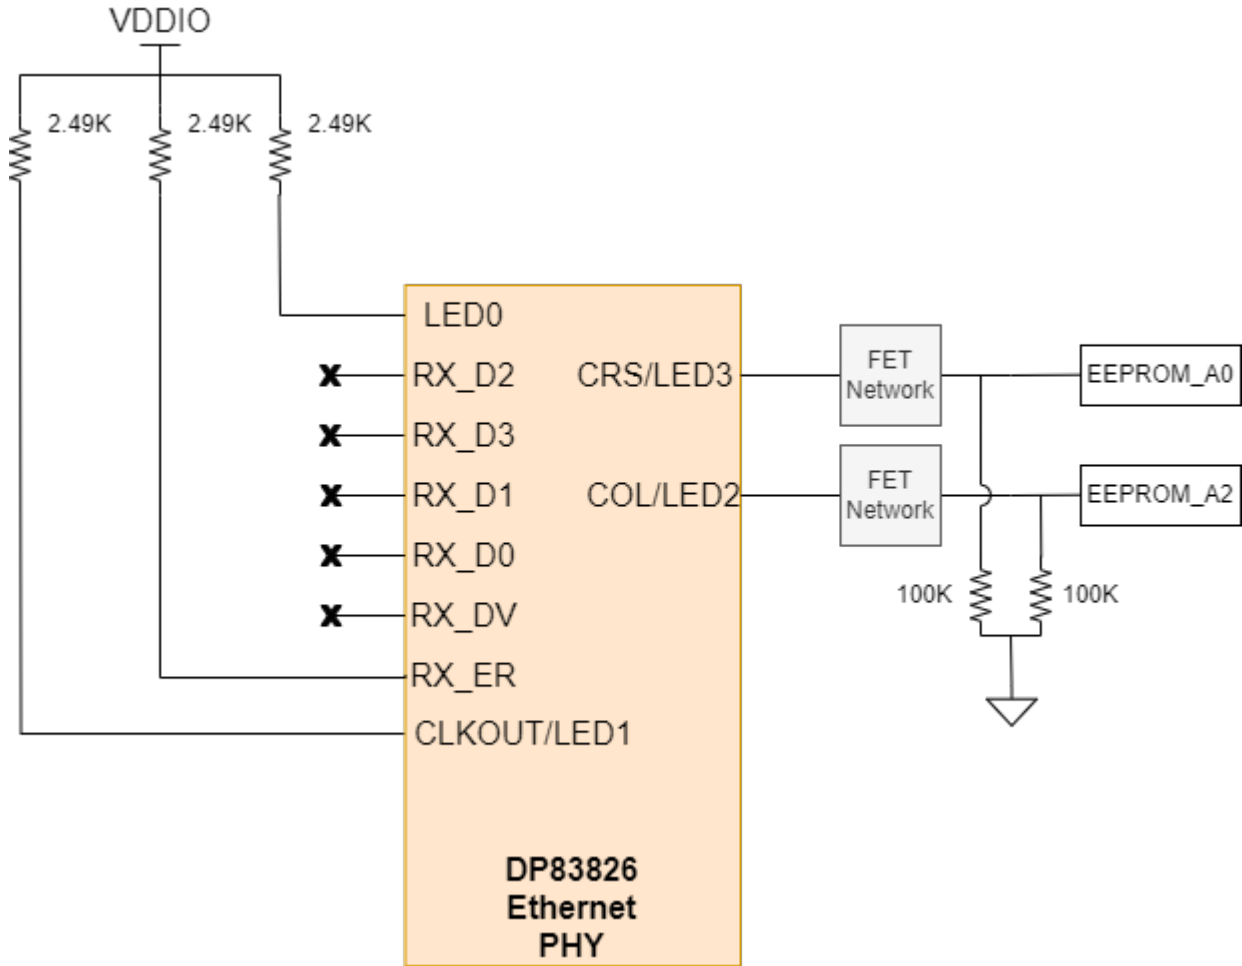 VDDIO
2.49K
2.49K
2.49K
LED0
RX_D2
RX_D3
RX_D1
RX_D0
RX_DV
RX_ER
CLKOUT/LED1
CRS/LED3
COL/LED2
DP83826
Ethernet
PHY
FET
Network
FET
Network
EEPROM_A0
EEPROM_A2
100K
100K